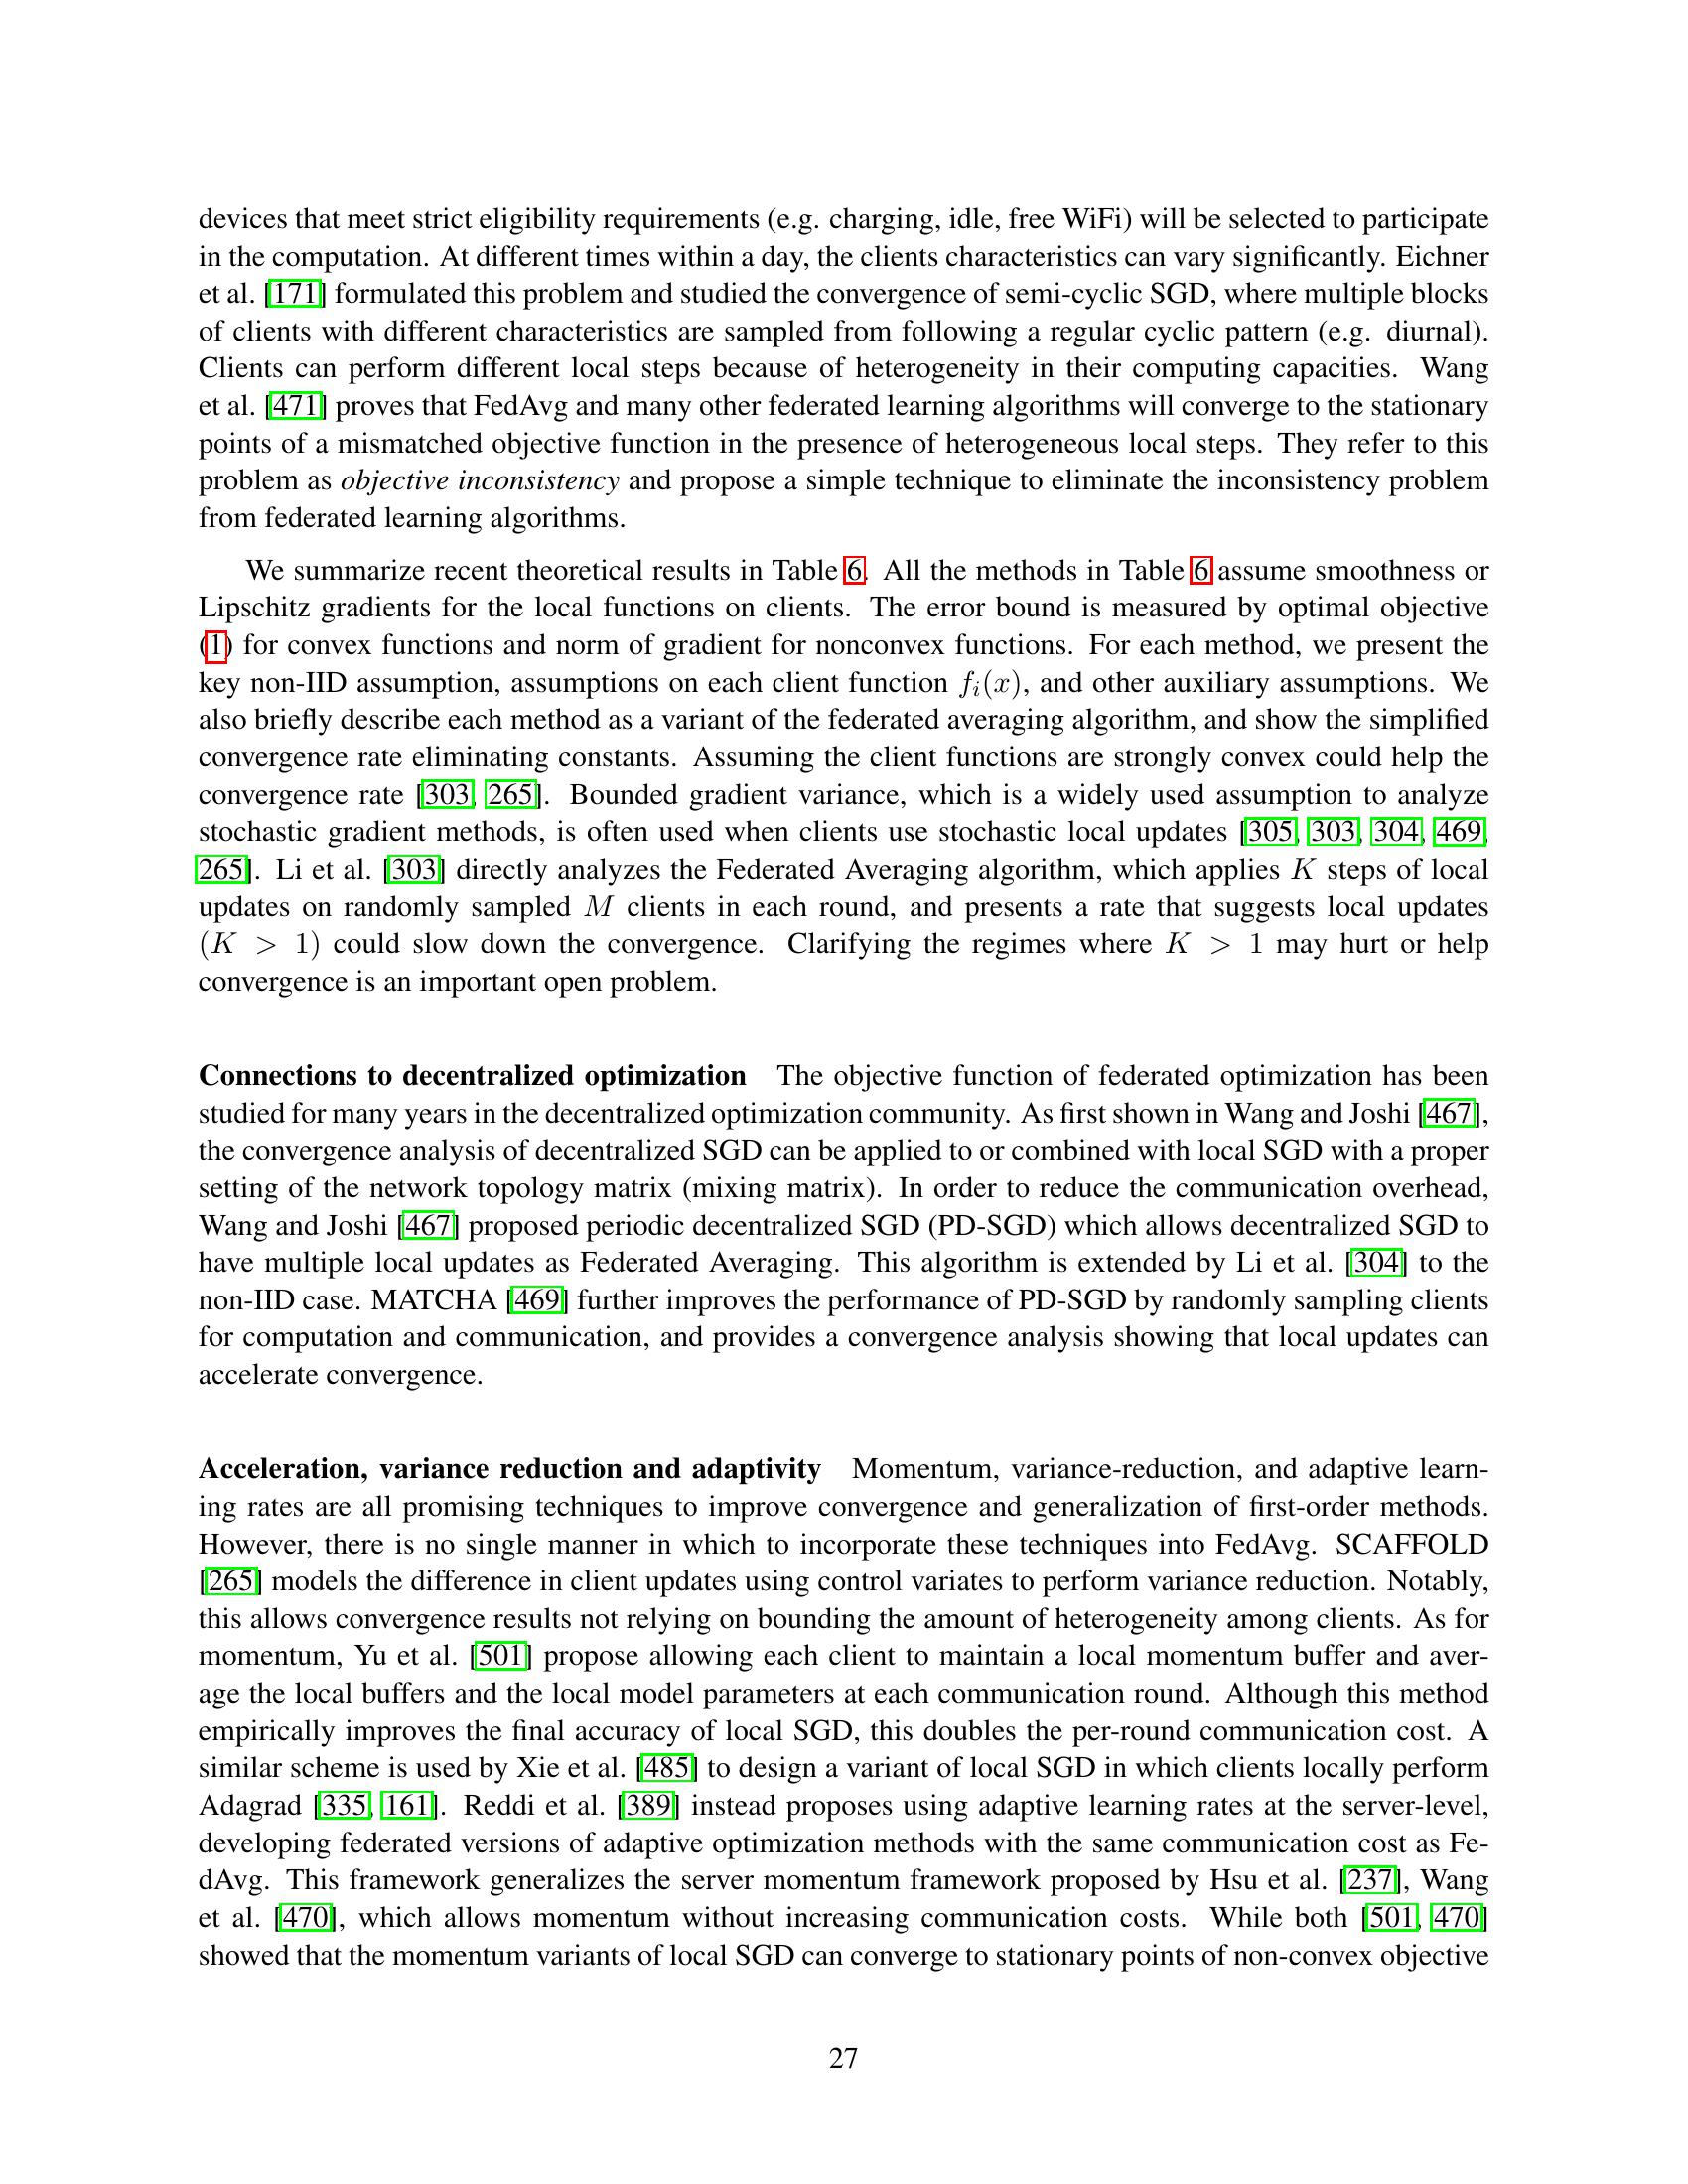 devices that meet strict eligibility requirements (e.g. charging, idle, free WiFi) will be selected to participate
in the computation. At different times within a day, the clients characteristics can vary significantly. Eichner
et al. [171] formulated this problem and studied the convergence of semi-cyclic SGD, where multiple blocks
of clients with different characteristics are sampled from following a regular cyclic pattern (e.g. diurnal).
Clients can perform different local steps because of heterogeneity in their computing capacities. Wang
et al. [471] proves that FedAvg and many other federated learning algorithms will converge to the stationary
points of a mismatched objective function in the presence of heterogeneous local steps. They refer to this
problem as objective inconsistency and propose a simple technique to eliminate the inconsistency problem
from federated learning algorithms.
We summarize recent theoretical results in Table 6. All the methods in Table 6 assume smoothness or
Lipschitz gradients for the local functions on clients. The error bound is measured by optimal objective
(1) for convex functions and norm of gradient for nonconvex functions. For each method, we present the
key non-IID assumption, assumptions on each client function fᵢ(x), and other auxiliary assumptions. We
also briefly describe each method as a variant of the federated averaging algorithm, and show the simplified
convergence rate eliminating constants. Assuming the client functions are strongly convex could help the
convergence rate [303, 265]. Bounded gradient variance, which is a widely used assumption to analyze
stochastic gradient methods, is often used when clients use stochastic local updates [305, 303, 304, 469,
265]. Li et al. [303] directly analyzes the Federated Averaging algorithm, which applies K steps of local
updates on randomly sampled M clients in each round, and presents a rate that suggests local updates
(K > 1) could slow down the convergence. Clarifying the regimes where K > 1 may hurt or help
convergence is an important open problem.
Connections to decentralized optimization The objective function of federated optimization has been
studied for many years in the decentralized optimization community. As first shown in Wang and Joshi [467],
the convergence analysis of decentralized SGD can be applied to or combined with local SGD with a proper
setting of the network topology matrix (mixing matrix). In order to reduce the communication overhead,
Wang and Joshi [467] proposed periodic decentralized SGD (PD-SGD) which allows decentralized SGD to
have multiple local updates as Federated Averaging. This algorithm is extended by Li et al. [304] to the
non-IID case. MATCHA [469] further improves the performance of PD-SGD by randomly sampling clients
for computation and communication, and provides a convergence analysis showing that local updates can
accelerate convergence.
Acceleration, variance reduction and adaptivity Momentum, variance-reduction, and adaptive learn-
ing rates are all promising techniques to improve convergence and generalization of first-order methods.
However, there is no single manner in which to incorporate these techniques into FedAvg. SCAFFOLD
[265] models the difference in client updates using control variates to perform variance reduction. Notably,
this allows convergence results not relying on bounding the amount of heterogeneity among clients. As for
momentum, Yu et al. [501] propose allowing each client to maintain a local momentum buffer and aver-
age the local buffers and the local model parameters at each communication round. Although this method
empirically improves the final accuracy of local SGD, this doubles the per-round communication cost. A
similar scheme is used by Xie et al. [485] to design a variant of local SGD in which clients locally perform
Adagrad [335, 161]. Reddi et al. [389] instead proposes using adaptive learning rates at the server-level,
developing federated versions of adaptive optimization methods with the same communication cost as Fe-
dAvg. This framework generalizes the server momentum framework proposed by Hsu et al. [237], Wang
et al. [470], which allows momentum without increasing communication costs. While both [501, 470]
showed that the momentum variants of local SGD can converge to stationary points of non-convex objective
27